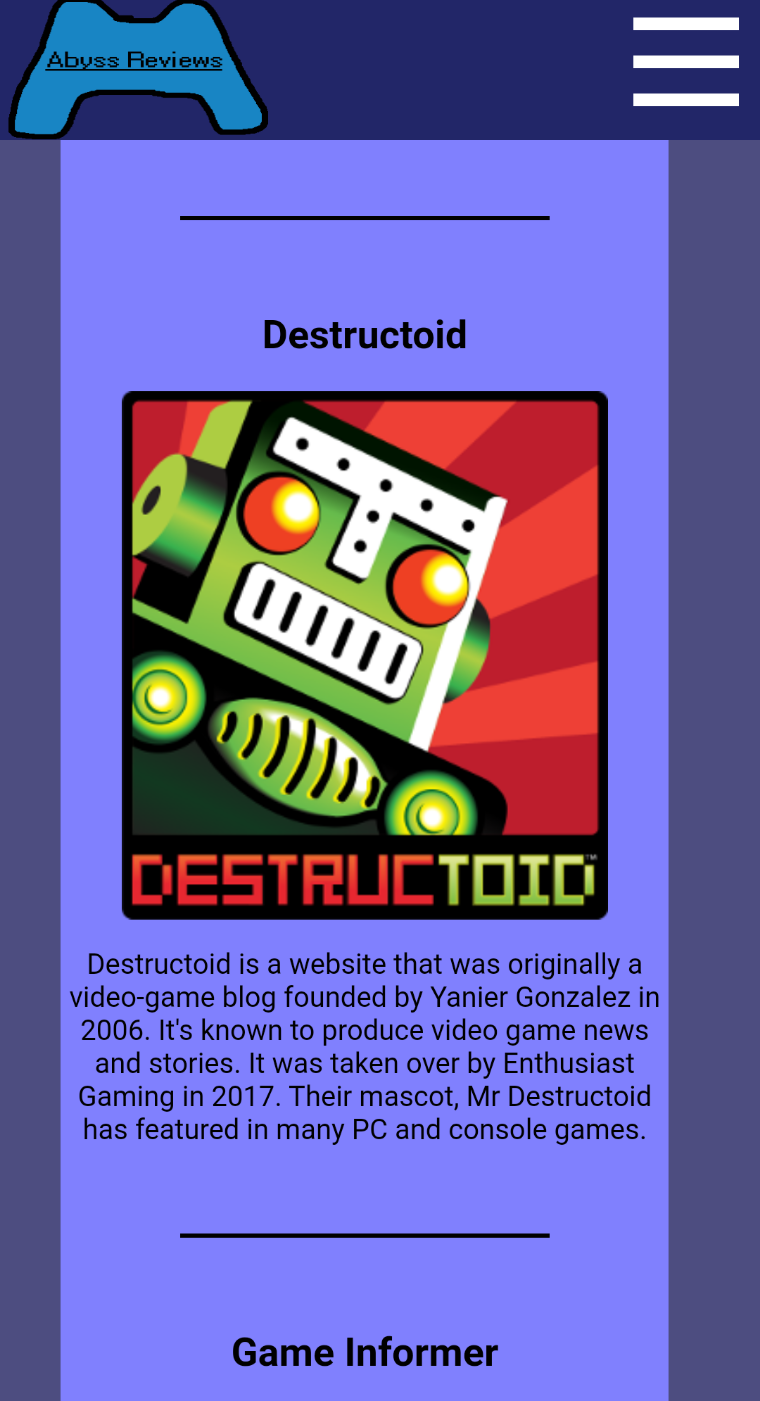 Abyss Reviews
Destructoid
DESTRUCTOID™
Destructoid is a website that was originally a
video-game blog founded by Yanier Gonzalez in
2006. It's known to produce video game news
and stories. It was taken over by Enthusiast
Gaming in 2017. Their mascot, Mr Destructoid
has featured in many PC and console games.
Game Informer